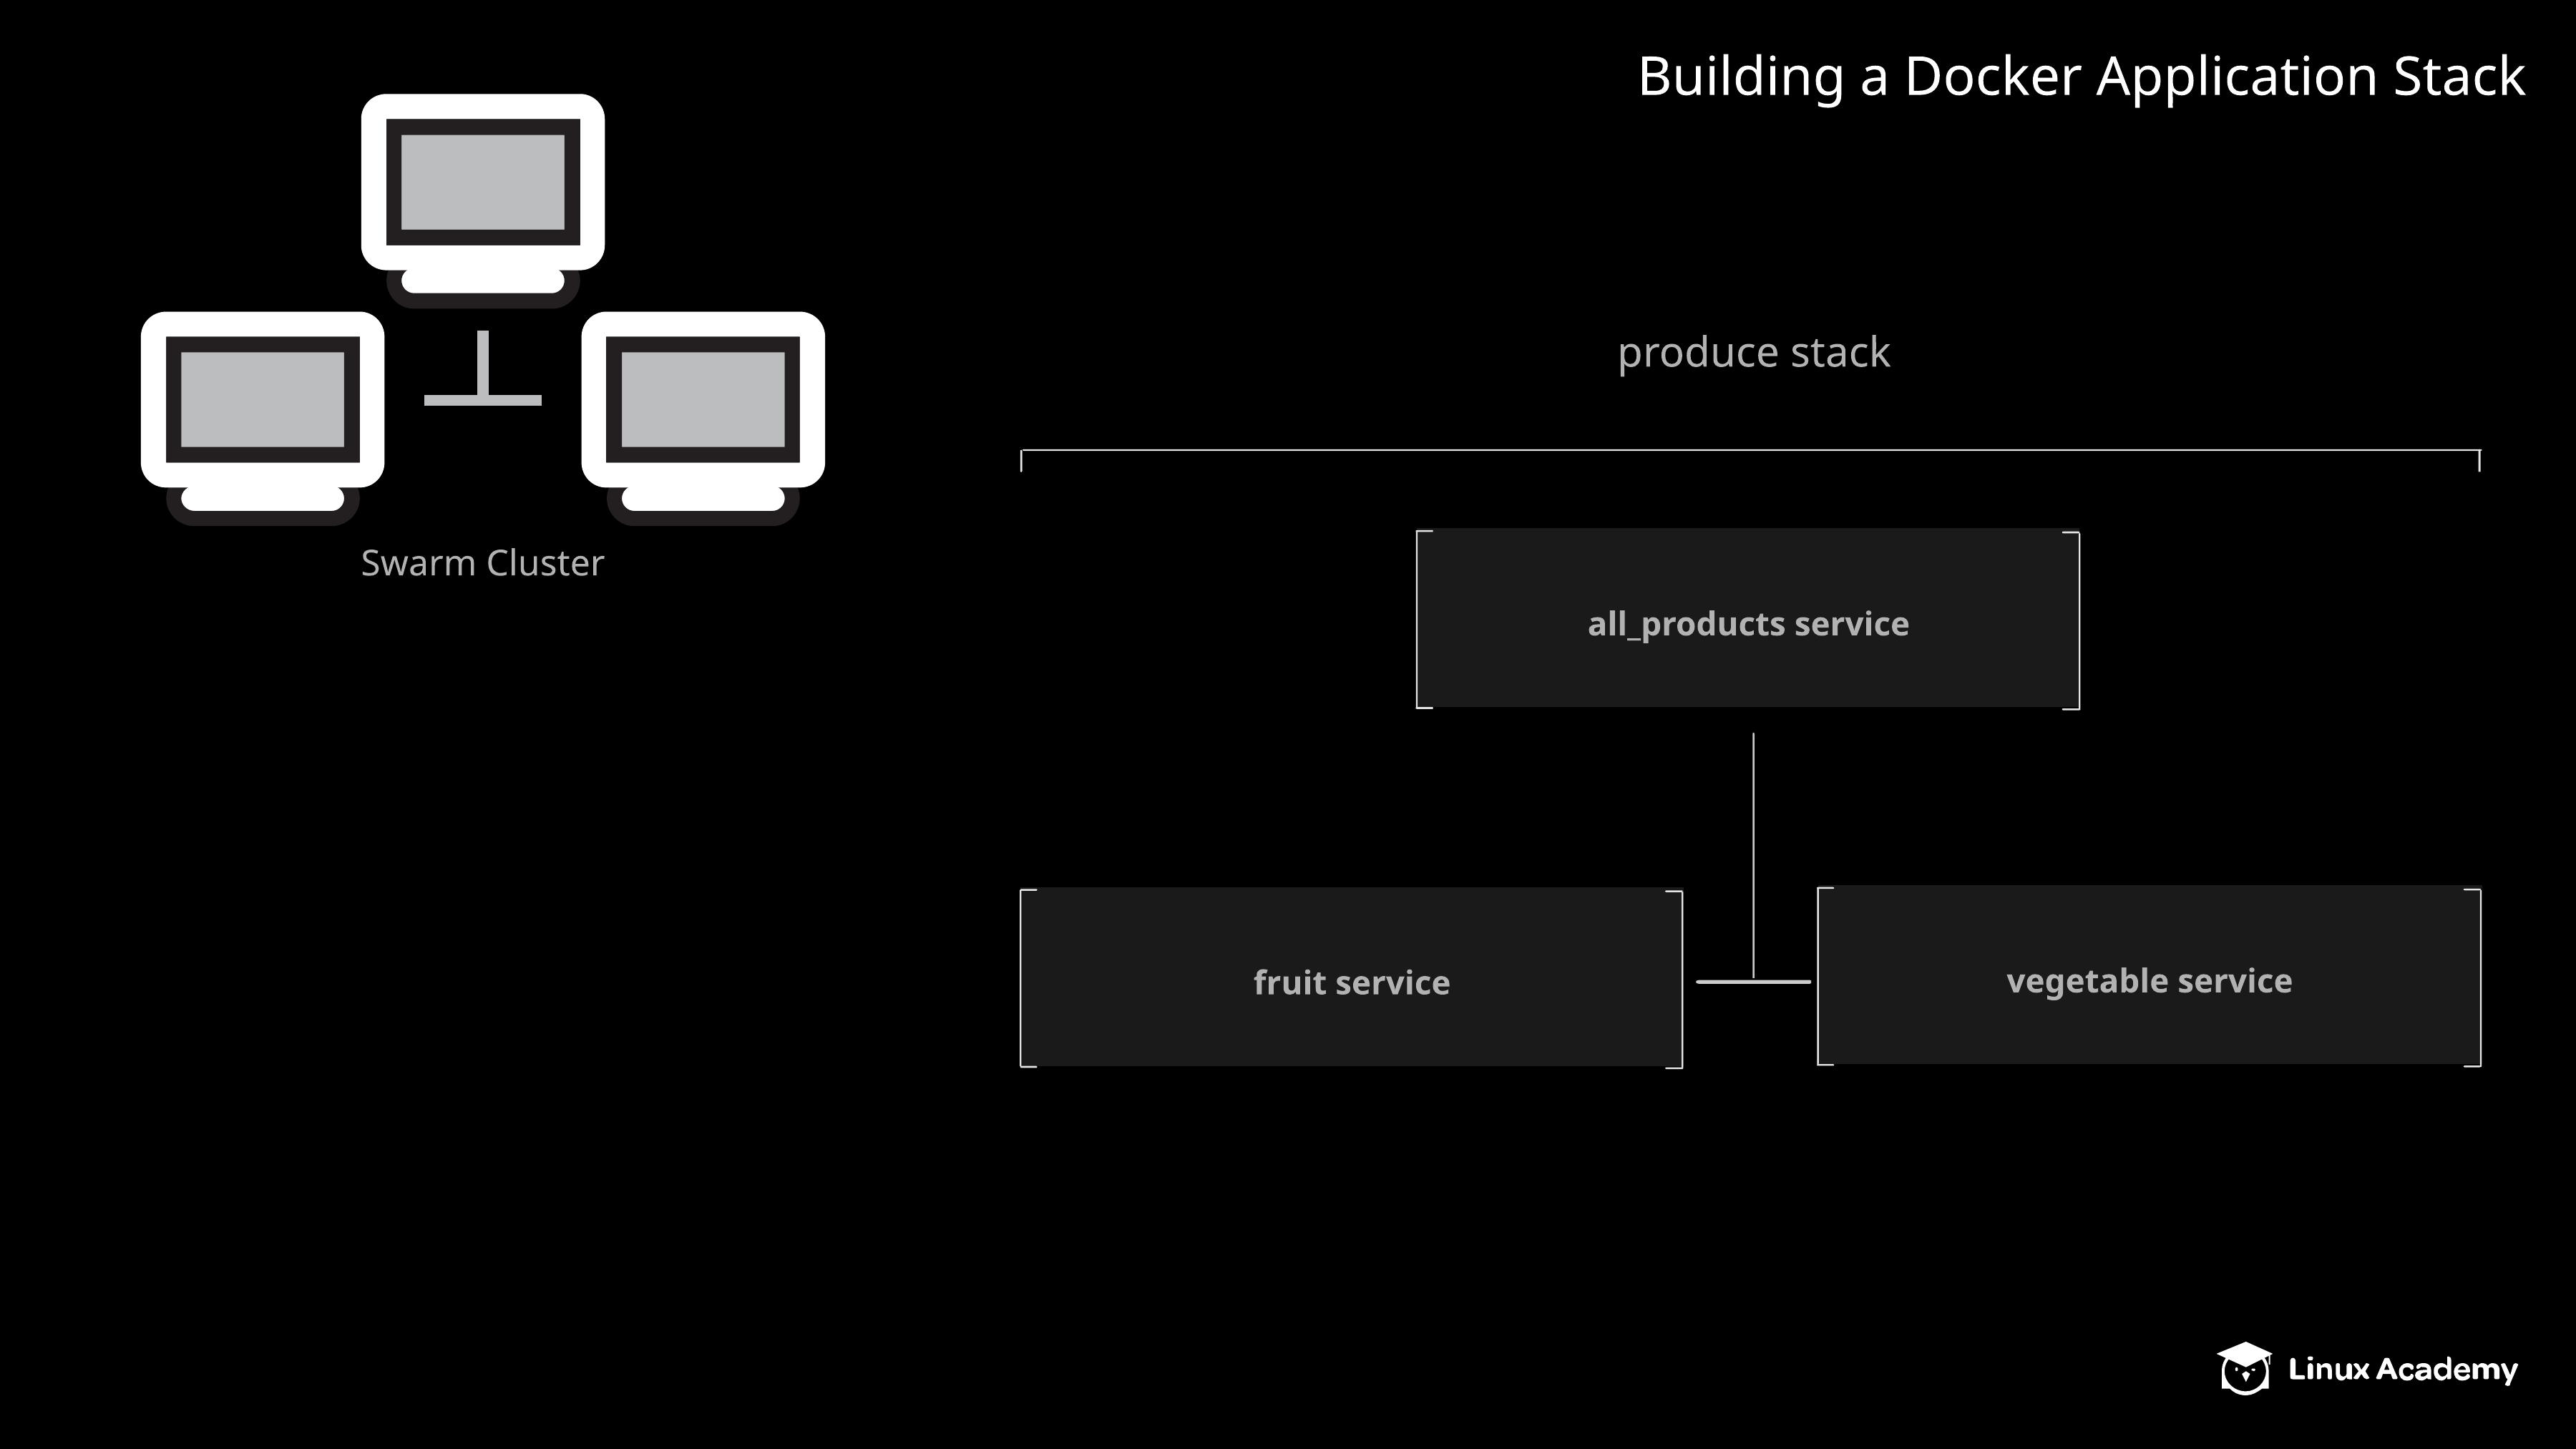 Building a Docker Application Stack
produce stack
Swarm Cluster
all_products service
fruit service
vegetable service
Linux Academy